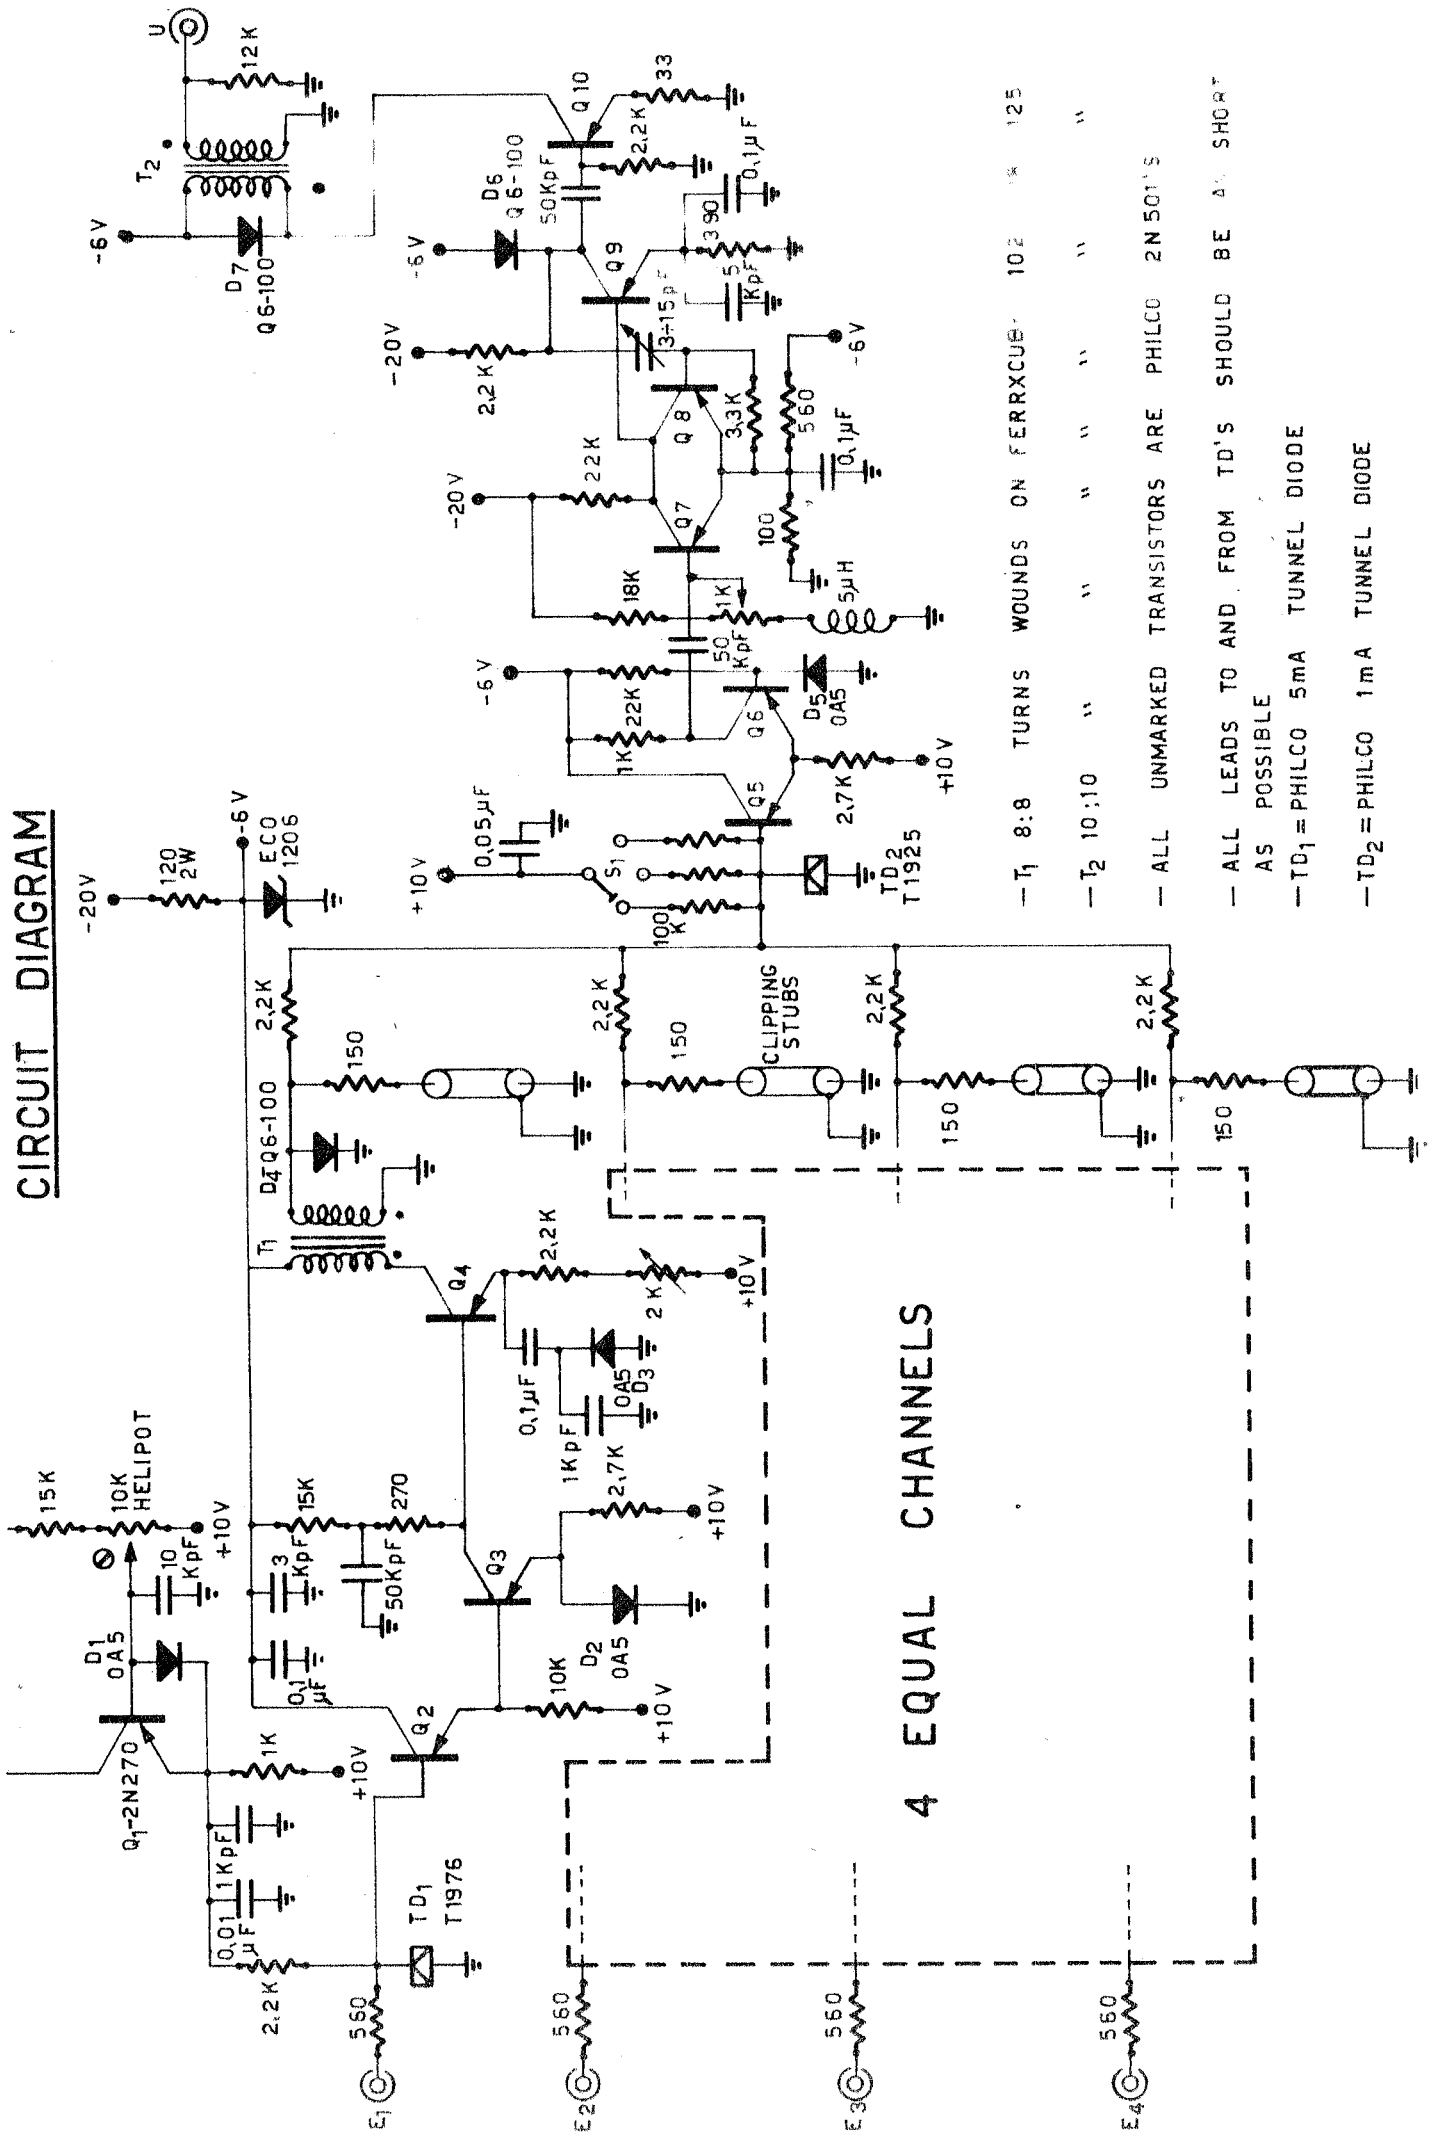 CIRCUIT DIAGRAM
15K
10K
HELIPOT
+10V
10
KpF
D1
0A5
Q1-2N270
1K
+10V
1KpF
0,01
µF
2,2K
560
E1
TD1
T1976
Q2
0,1
µF
3
KpF
15K
270
50KpF
Q3
10K
+10V
D2
0A5
2,7K
+10V
Q4
0,1µF
1KpF
0A5
D3
2,2K
2K
+10V
T1
D4 Q6-100
2,2K
150
-20V
120
2W
-6V
ECO
1206
2,2K
150
CLIPPING
STUBS
2,2K
150
2,2K
150
560
E2
560
E3
560
E4
4 EQUAL CHANNELS
+10V
0,05µF
S1
100
K
TD2
T1925
Q5
2,7K
+10V
Q6
1K
22K
-6V
D5
0A5
50
KpF
18K
1K
5µH
-20V
22K
Q7
Q8
100
0,1µF
560
-6V
3,3K
3÷15pF
-20V
2,2K
Q9
-6V
D6
Q6-100
50KpF
5
KpF
390
0,1µF
2.2K
Q10
33
-6V
D7
Q6-100
T2
12K
U
— T1 8:8 TURNS WOUNDS ON 102 125
— T2 10:10 " " " " " "
— ALL UNMARKED TRANSISTORS ARE PHILCO 2N501'S
— ALL LEADS TO AND FROM TD'S SHOULD BE AS SHORT
AS POSSIBLE
— TD1 = PHILCO 5mA TUNNEL DIODE
— TD2 = PHILCO 1mA TUNNEL DIODE